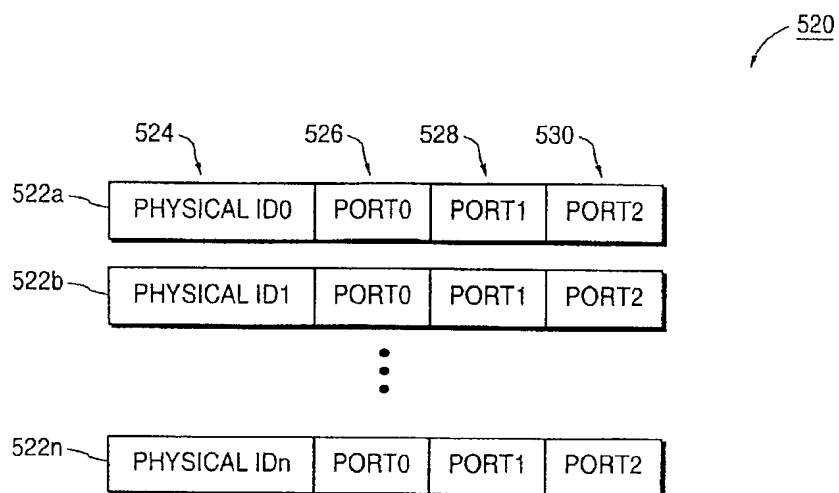 520
524 526 528 530
522a PHYSICAL ID0 PORT0 PORT1 PORT2
522b PHYSICAL ID1 PORT0 PORT1 PORT2
522n PHYSICAL IDn PORT0 PORT1 PORT2